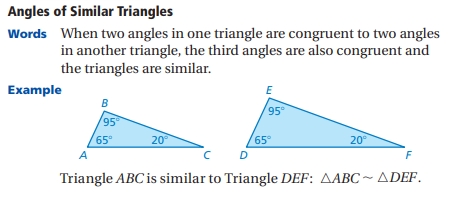 Angles of Similar Triangles
Words When two angles in one triangle are congruent to two angles
in another triangle, the third angles are also congruent and
the triangles are similar.
Example
B
95°
65° 20°
A C
E
95°
65° 20°
D F
Triangle ABC is similar to Triangle DEF: △ABC ~ △DEF.